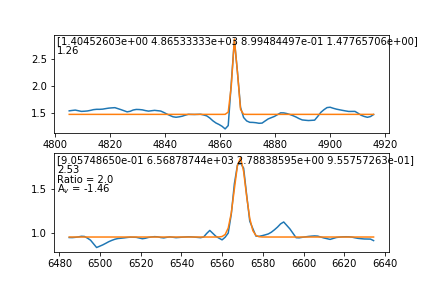 [1.40452603e+00 4.86533333e+03 8.99484497e-01 1.47765706e+00]
1.26
2.5
2.0
1.5
4800 4820 4840 4860 4880 4900 4920
[9.05748650e-01 6.56878744e+03 2.78838595e+00 9.55757263e-01]
2.53
Ratio = 2.0
Av = -1.46
1.5
1.0
6480 6500 6520 6540 6560 6580 6600 6620 6640